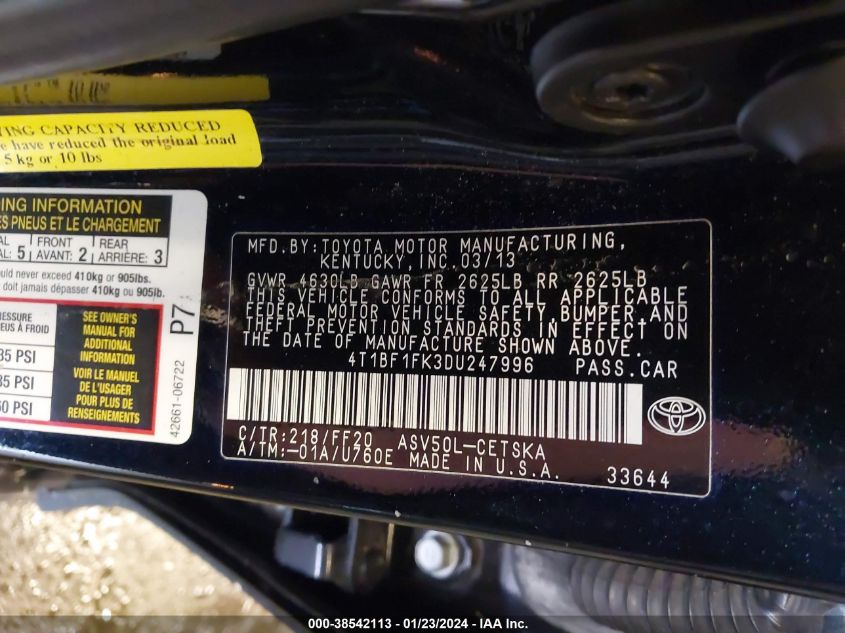 ING CAPACITY REDUCED
e have reduced the original load
5 kg or 10 lbs
ING INFORMATION
ES PNEUS ET LE CHARGEMENT
AL: 5
FRONT AVANT: 2
REAR ARRIÈRE: 3
ould never exceed 410kg or 905lbs.
doit jamais dépasser 410kg ou 905lb.
RESSURE
EUS À FROID
35 PSI
35 PSI
60 PSI
SEE OWNER'S
MANUAL FOR
ADDITIONAL
INFORMATION
VOIR LE MANUEL
DE L'USAGER
POUR PLUS DE
RENSEIGNEMENTS
P7
42661-06722
MFD.BY:TOYOTA MOTOR MANUFACTURING,
KENTUCKY, INC. 03/13
GVWR 4630LB GAWR FR 2625LB RR 2625LB
THIS VEHICLE CONFORMS TO ALL APPLICABLE
FEDERAL MOTOR VEHICLE SAFETY, BUMPER, AND
THEFT PREVENTION STANDARDS IN EFFECT ON
THE DATE OF MANUFACTURE SHOWN ABOVE.
4T1BF1FK3DU247996 PASS.CAR
C/TR:218/FF20 ASV50L-CETSKA
A/TM:-01A/U760E MADE IN U.S.A. 33644
000-38542113 - 01/23/2024 - IAA Inc.